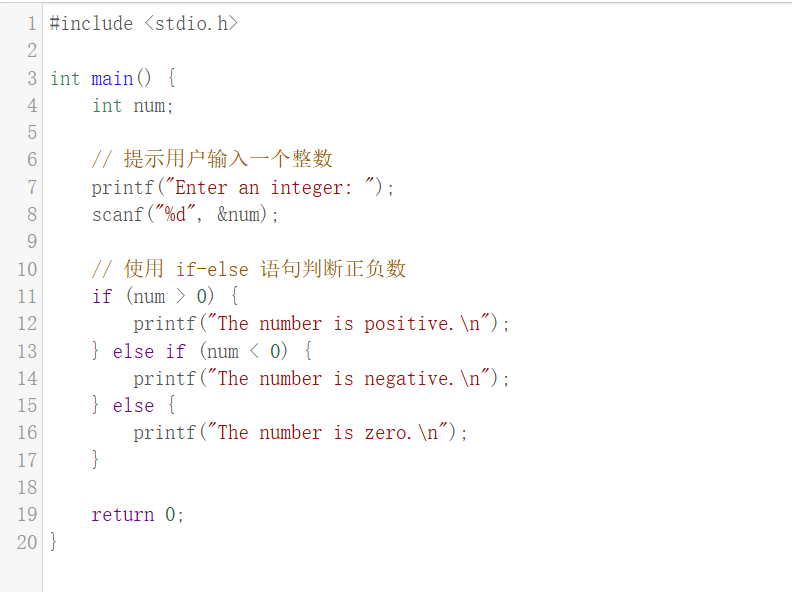 1 #include <stdio.h>
2
3 int main() {
4     int num;
5
6     // 提示用户输入一个整数
7     printf("Enter an integer: ");
8     scanf("%d", &num);
9
10     // 使用 if-else 语句判断正负数
11     if (num > 0) {
12         printf("The number is positive.\n");
13     } else if (num < 0) {
14         printf("The number is negative.\n");
15     } else {
16         printf("The number is zero.\n");
17     }
18
19     return 0;
20 }